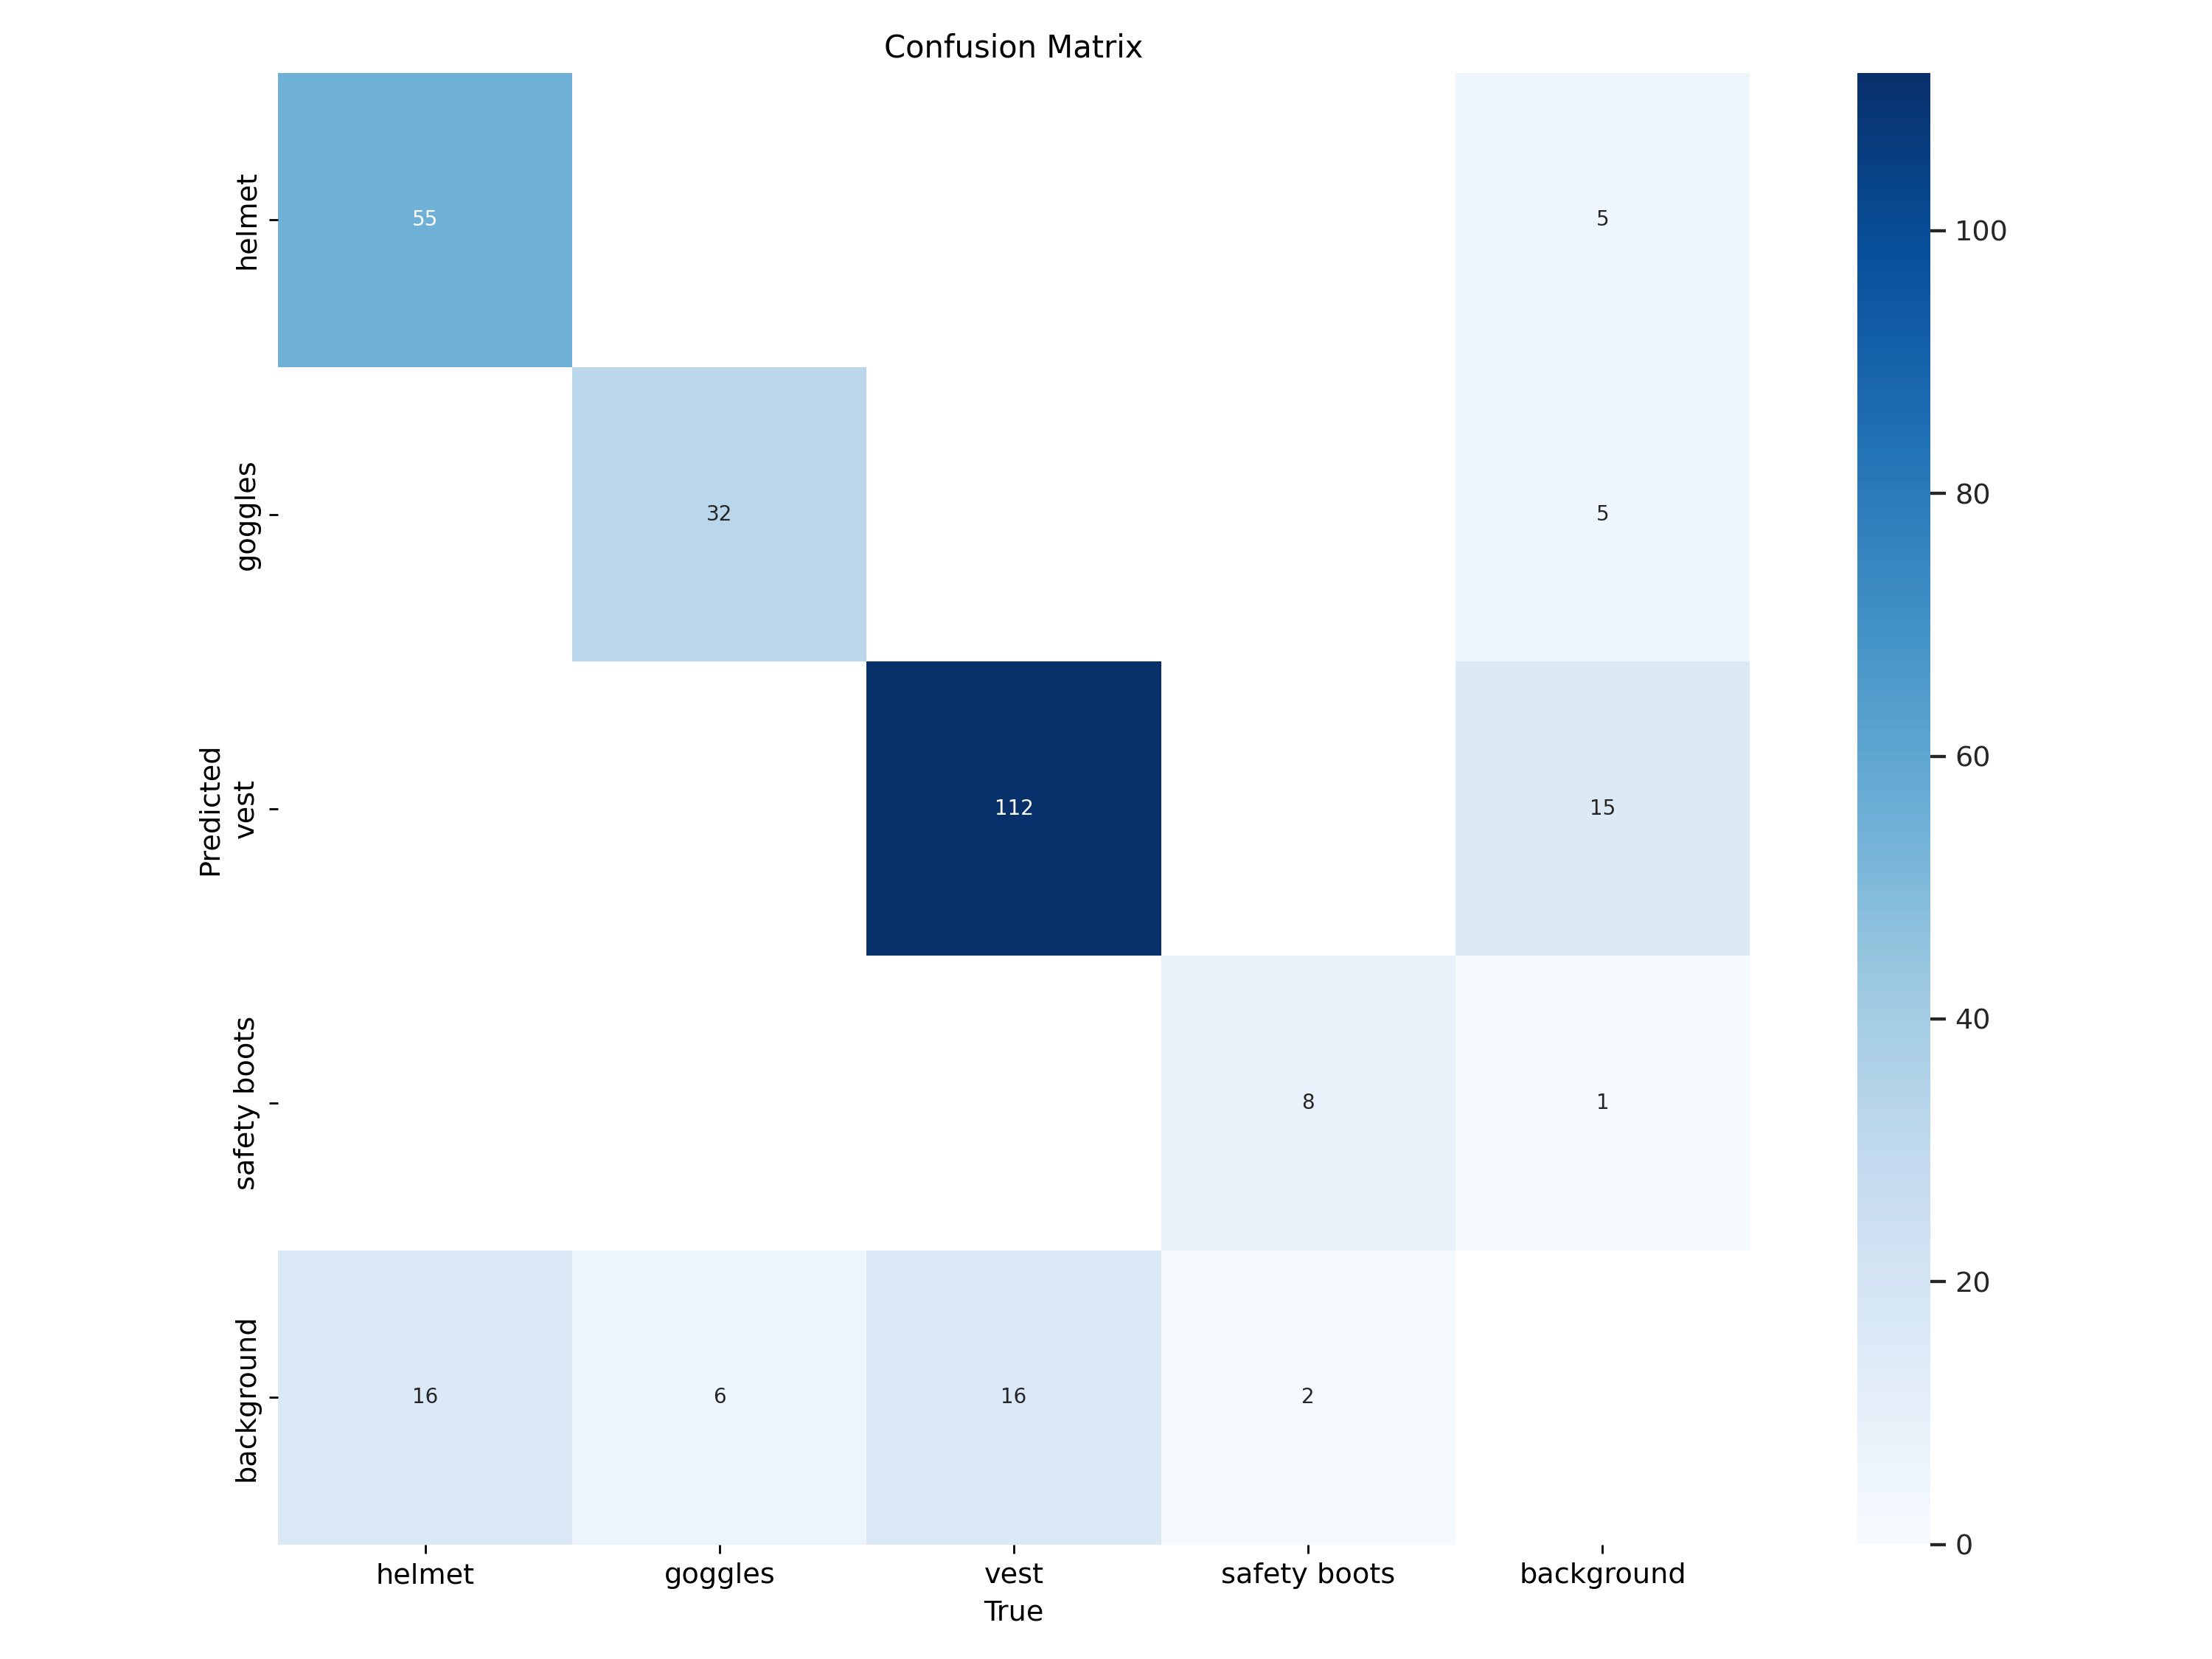 Confusion Matrix
helmet
55
5
100
goggles
32
5
80
Predicted
vest
112
15
60
safety boots
8
1
40
background
16
6
16
2
20
0
helmet
goggles
vest
safety boots
background
True